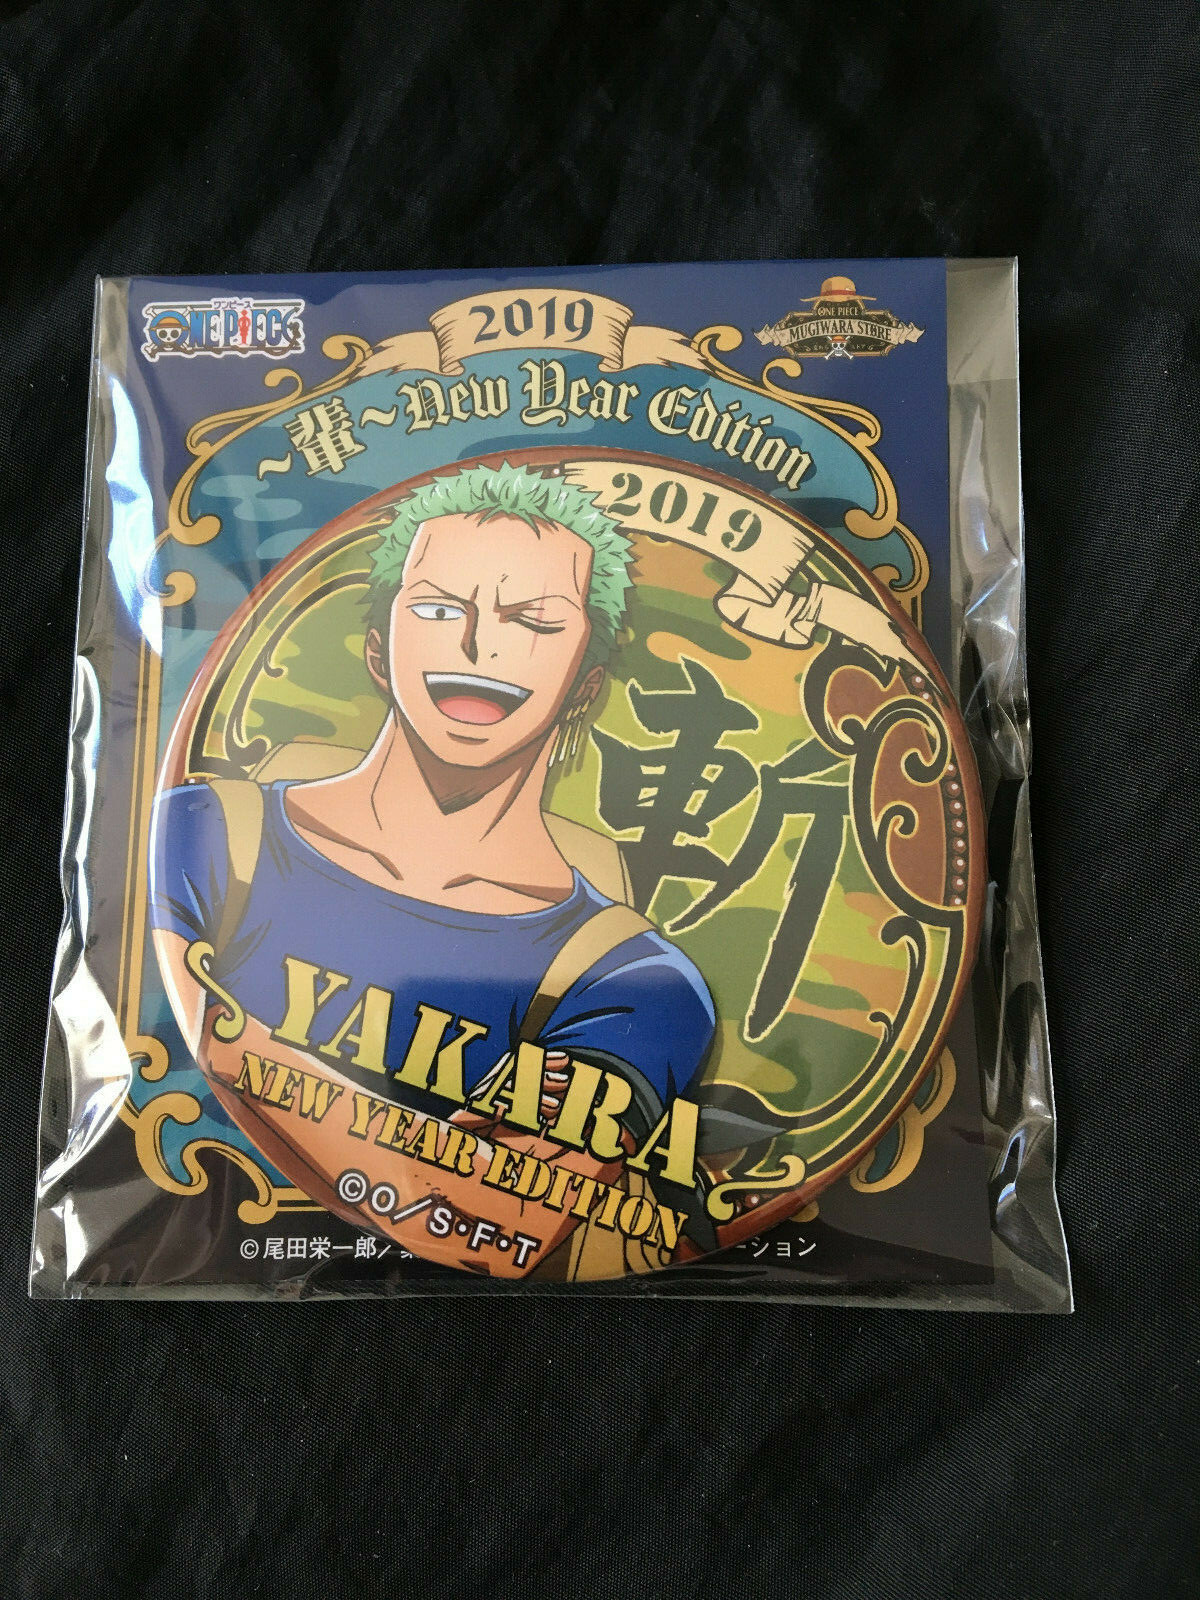 ワンピース
ONE PIECE
2019
ONE PIECE
MUGIWARA STORE
~輩~New Year Edition
2019
斬
YAKARA
NEW YEAR EDITION
©O/S・F・T
©尾田栄一郎/
ーション